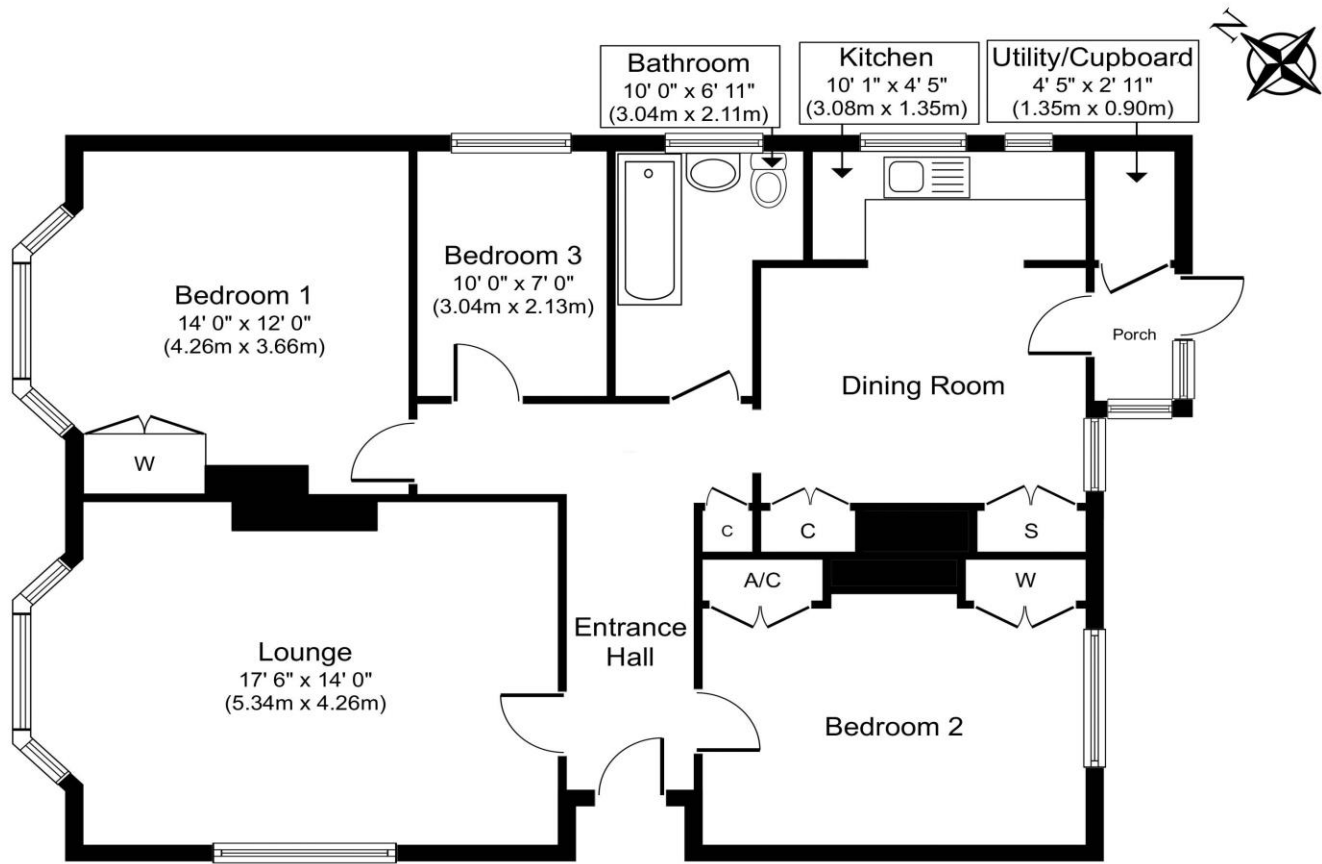 N
Bathroom
10' 0" x 6' 11"
(3.04m x 2.11m)
Kitchen
10' 1" x 4' 5"
(3.08m x 1.35m)
Utility/Cupboard
4' 5" x 2' 11"
(1.35m x 0.90m)
Bedroom 1
14' 0" x 12' 0"
(4.26m x 3.66m)
Bedroom 3
10' 0" x 7' 0"
(3.04m x 2.13m)
Dining Room
Porch
W
C
C
S
A/C
W
Lounge
17' 6" x 14' 0"
(5.34m x 4.26m)
Entrance
Hall
Bedroom 2